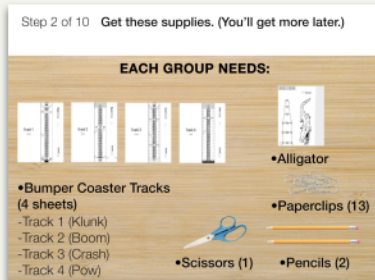 Step 2 of 10 Get these supplies. (You'll get more later.)
EACH GROUP NEEDS:
•Alligator
•Bumper Coaster Tracks
(4 sheets)
-Track 1 (Klunk)
-Track 2 (Boom)
-Track 3 (Crash)
-Track 4 (Pow)
•Paperclips (13)
•Scissors (1)
•Pencils (2)